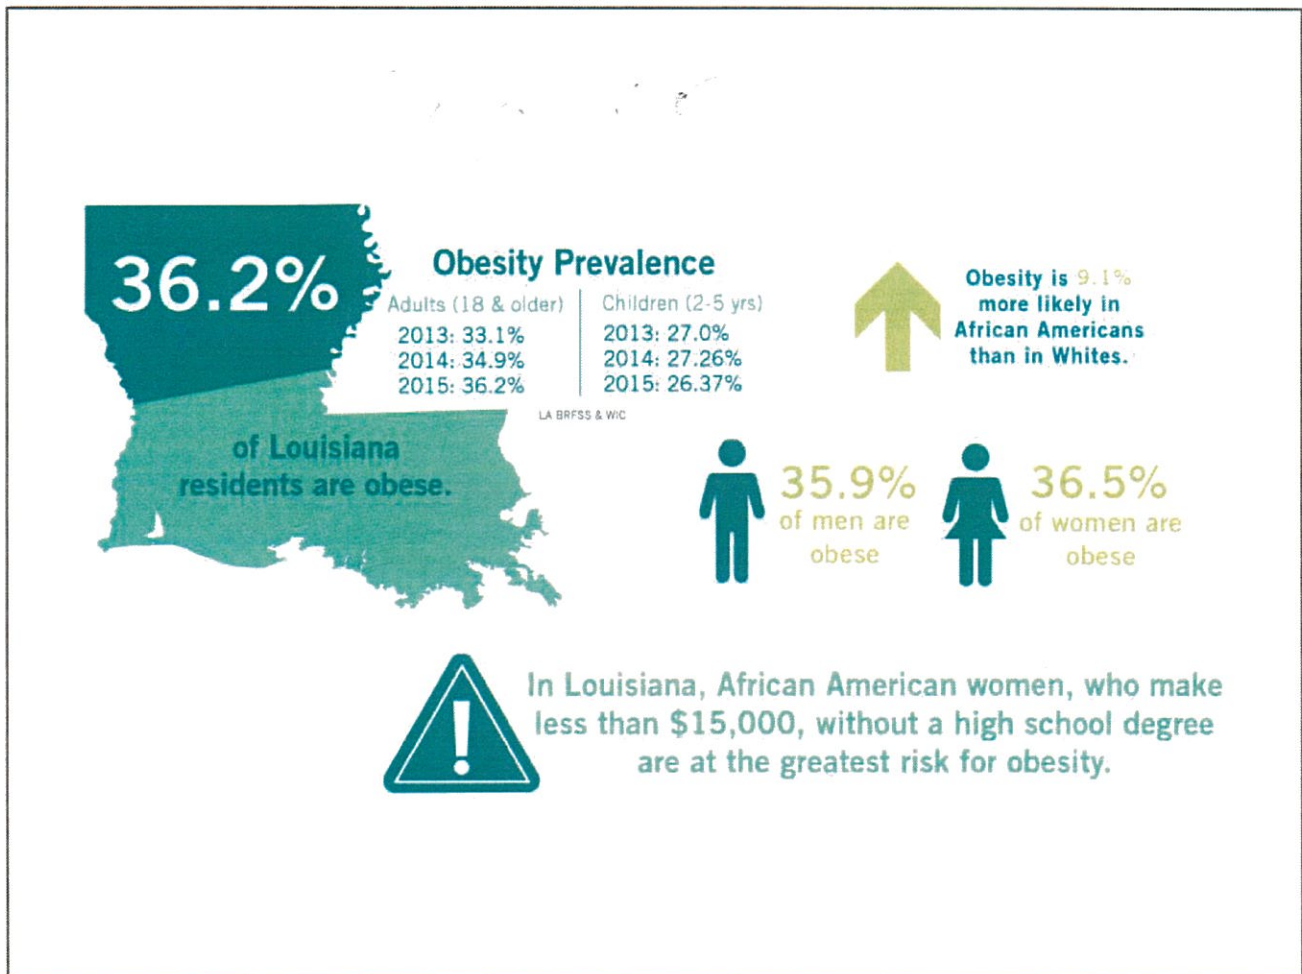 36.2%
of Louisiana
residents are obese.
Obesity Prevalence
Adults (18 & older)
2013: 33.1%
2014: 34.9%
2015: 36.2%
Children (2-5 yrs)
2013: 27.0%
2014: 27.26%
2015: 26.37%
LA BRFSS & WIC
Obesity is 9.1%
more likely in
African Americans
than in Whites.
35.9%
of men are
obese
36.5%
of women are
obese
In Louisiana, African American women, who make
less than $15,000, without a high school degree
are at the greatest risk for obesity.